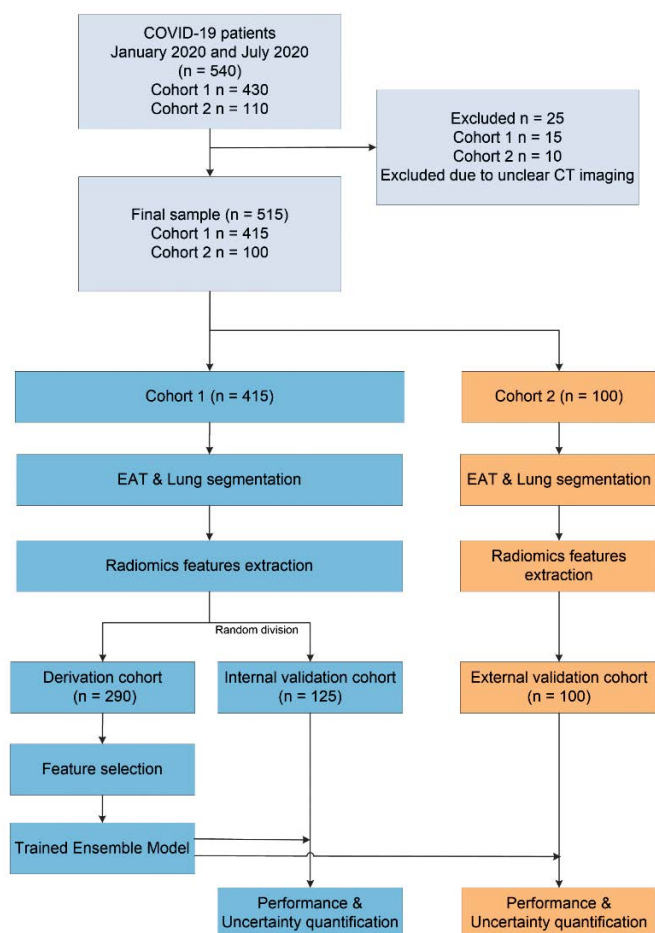 COVID-19 patients
January 2020 and July 2020
(n = 540)
Cohort 1 n = 430
Cohort 2 n = 110
Excluded n = 25
Cohort 1 n = 15
Cohort 2 n = 10
Excluded due to unclear CT imaging
Final sample (n = 515)
Cohort 1 n = 415
Cohort 2 n = 100
Cohort 1 (n = 415)
Cohort 2 (n = 100)
EAT & Lung segmentation
EAT & Lung segmentation
Radiomics features extraction
Radiomics features
extraction
Random division
Derivation cohort
(n = 290)
Internal validation cohort
(n = 125)
External validation cohort
(n = 100)
Feature selection
Trained Ensemble Model
Performance &
Uncertainty quantification
Performance &
Uncertainty quantification